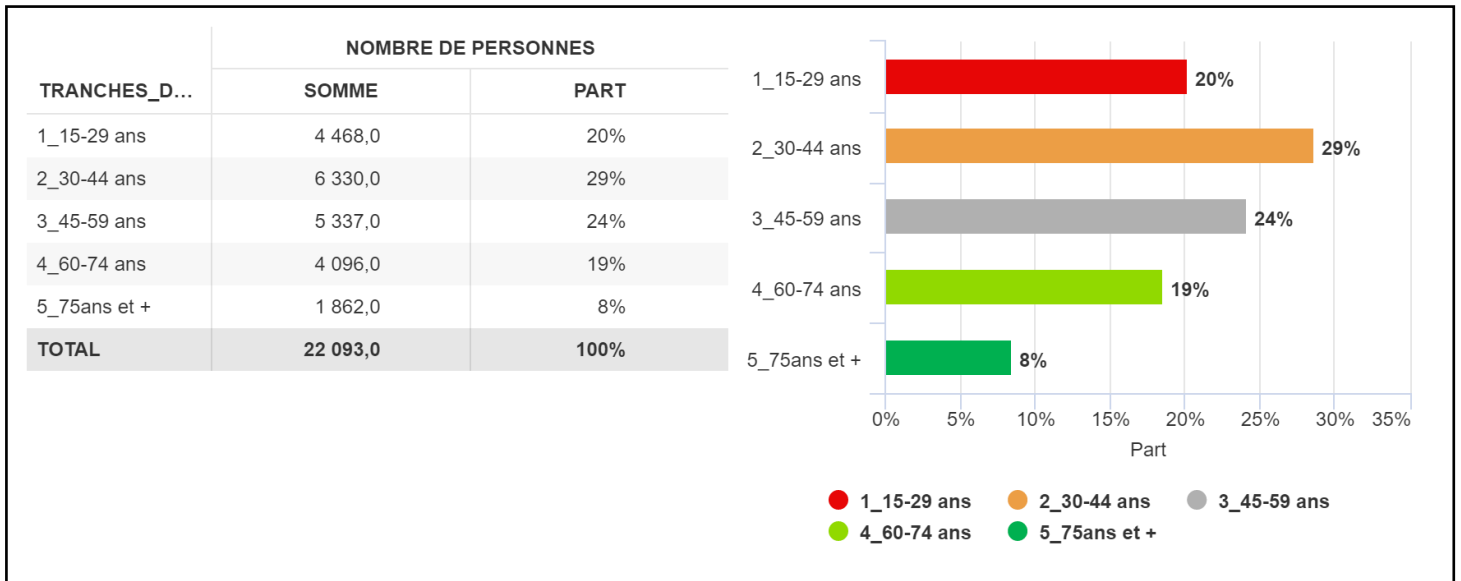 NOMBRE DE PERSONNES
TRANCHES_D... SOMME PART
1_15-29 ans 4 468,0 20%
2_30-44 ans 6 330,0 29%
3_45-59 ans 5 337,0 24%
4_60-74 ans 4 096,0 19%
5_75ans et + 1 862,0 8%
TOTAL 22 093,0 100%
1_15-29 ans 20%
2_30-44 ans 29%
3_45-59 ans 24%
4_60-74 ans 19%
5_75ans et + 8%
0% 5% 10% 15% 20% 25% 30% 35%
Part
1_15-29 ans 2_30-44 ans 3_45-59 ans
4_60-74 ans 5_75ans et +